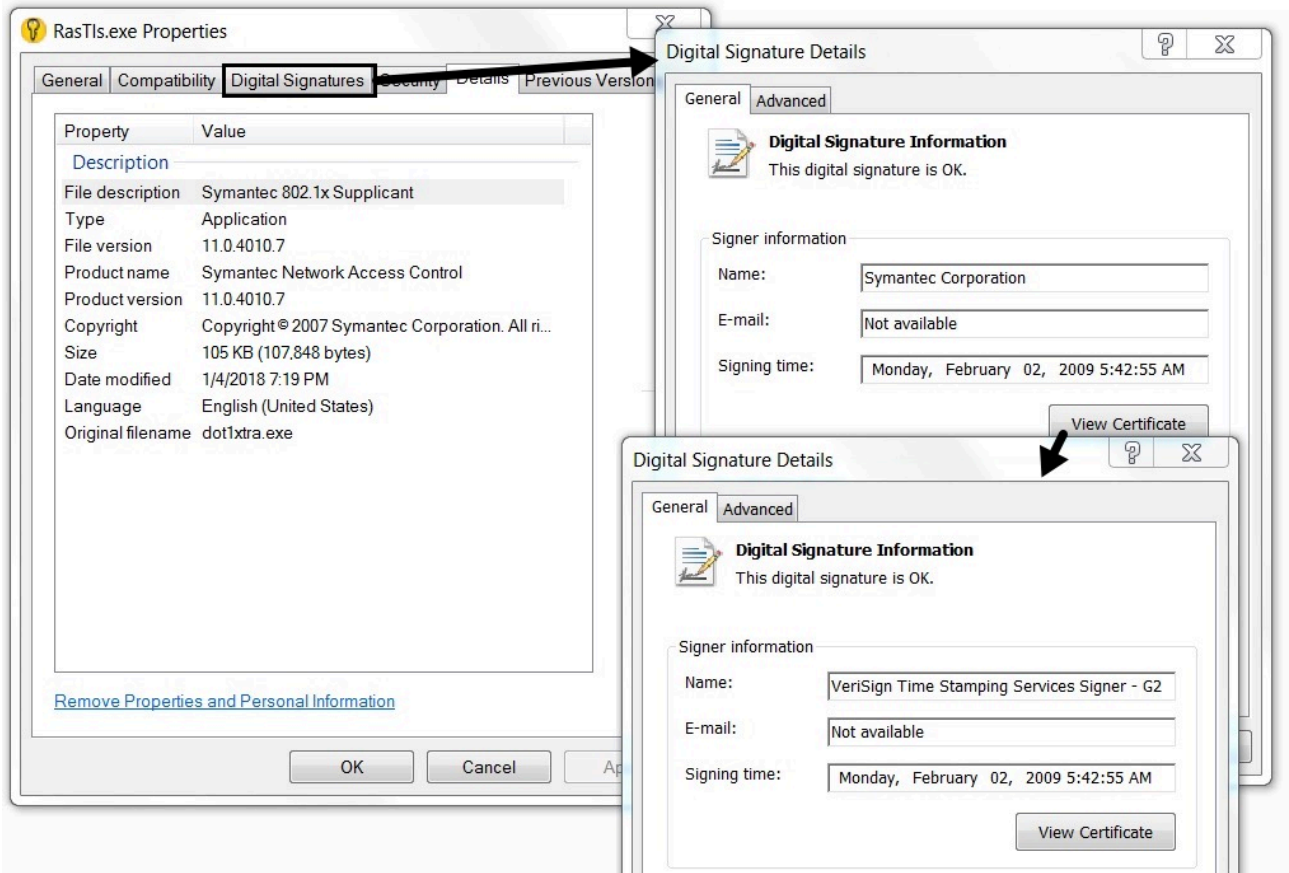 RasTls.exe Properties
General Compatibility Digital Signatures Security Details Previous Version
Property Value
Description
File description Symantec 802.1x Supplicant
Type Application
File version 11.0.4010.7
Product name Symantec Network Access Control
Product version 11.0.4010.7
Copyright Copyright © 2007 Symantec Corporation. All ri...
Size 105 KB (107,848 bytes)
Date modified 1/4/2018 7:19 PM
Language English (United States)
Original filename dot1xtra.exe
Remove Properties and Personal Information
OK Cancel Ap
Digital Signature Details
General Advanced
Digital Signature Information
This digital signature is OK.
Signer information
Name: Symantec Corporation
E-mail: Not available
Signing time: Monday, February 02, 2009 5:42:55 AM
View Certificate
Digital Signature Details
General Advanced
Digital Signature Information
This digital signature is OK.
Signer information
Name: VeriSign Time Stamping Services Signer - G2
E-mail: Not available
Signing time: Monday, February 02, 2009 5:42:55 AM
View Certificate